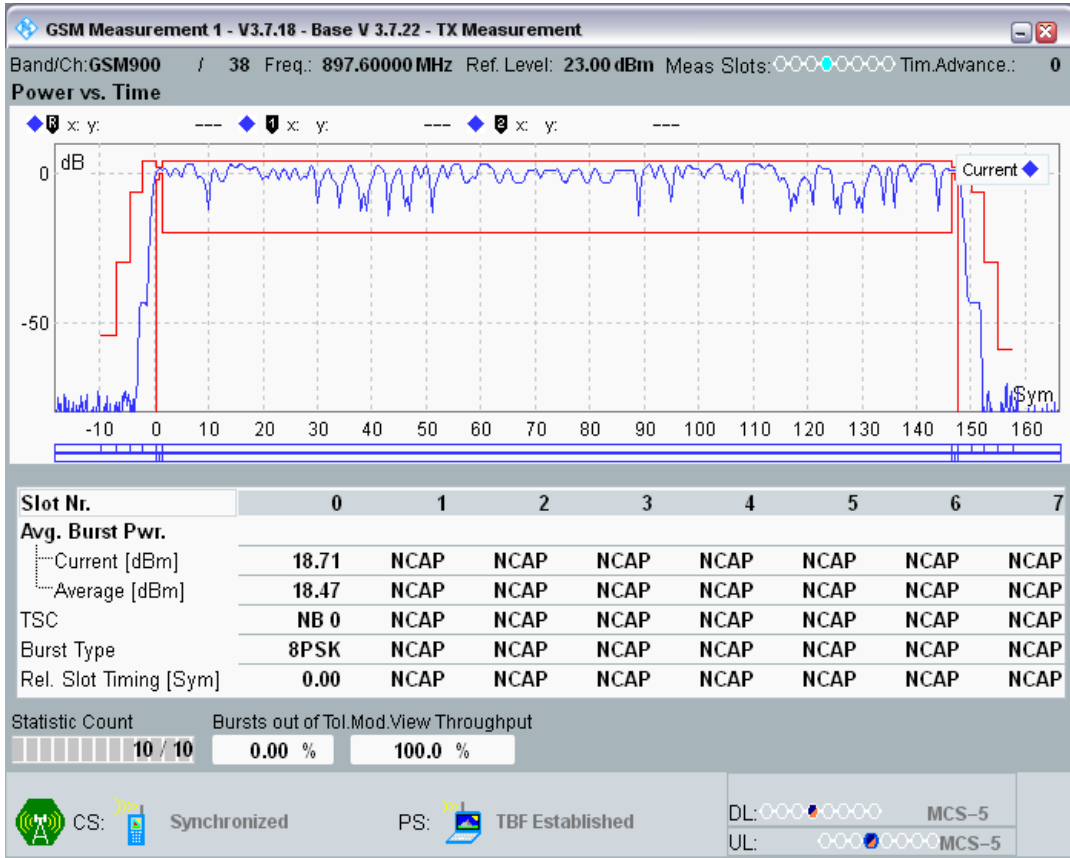 GSM Measurement 1 - V3.7.18 - Base V 3.7.22 - TX Measurement
Band/Ch:GSM900 / 38 Freq.: 897.60000 MHz Ref. Level: 23.00 dBm Meas Slots: Tim.Advance.: 0
Power vs. Time
R x: y: --- 1 x: y: --- 2 x: y: ---
dB
Current
0
-50
Sym
-10 0 10 20 30 40 50 60 70 80 90 100 110 120 130 140 150 160
Slot Nr. 0 1 2 3 4 5 6 7
Avg. Burst Pwr.
Current [dBm] 18.71 NCAP NCAP NCAP NCAP NCAP NCAP NCAP
Average [dBm] 18.47 NCAP NCAP NCAP NCAP NCAP NCAP NCAP
TSC NB 0 NCAP NCAP NCAP NCAP NCAP NCAP NCAP
Burst Type 8PSK NCAP NCAP NCAP NCAP NCAP NCAP NCAP
Rel. Slot Timing [Sym] 0.00 NCAP NCAP NCAP NCAP NCAP NCAP NCAP
Statistic Count Bursts out of Tol.Mod.View Throughput
10 / 10 0.00 % 100.0 %
CS: Synchronized PS: TBF Established DL: MCS-5
UL: MCS-5